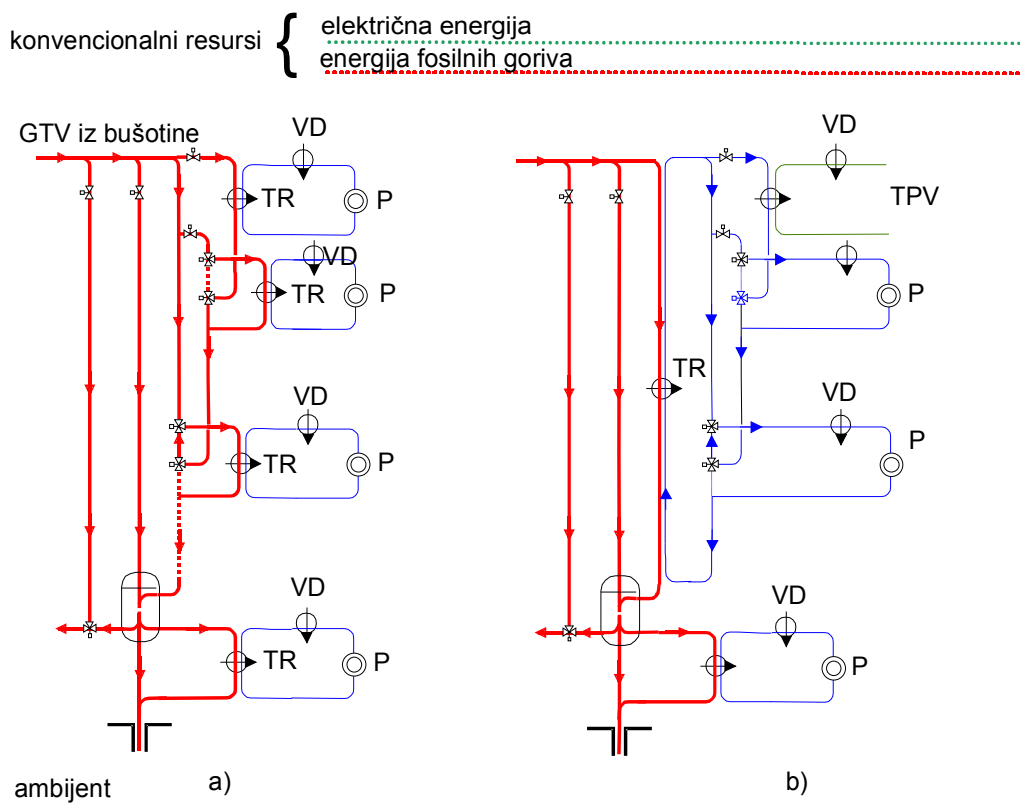 konvencionalni resursi {
električna energija
energija fosilnih goriva
GTV iz bušotine
VD
TR
P
VD
TR
P
VD
TR
P
VD
TR
P
VD
TPV
P
TR
VD
P
VD
P
ambijent
a)
b)